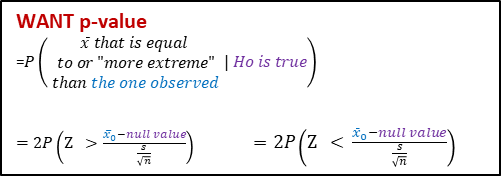 WANT p-value
x̄ that is equal
=P ( to or "more extreme" | Ho is true )
than the one observed
= 2P ( Z > (x̄₀−null value)/(s/√n) ) = 2P ( Z < (x̄₀−null value)/(s/√n) )